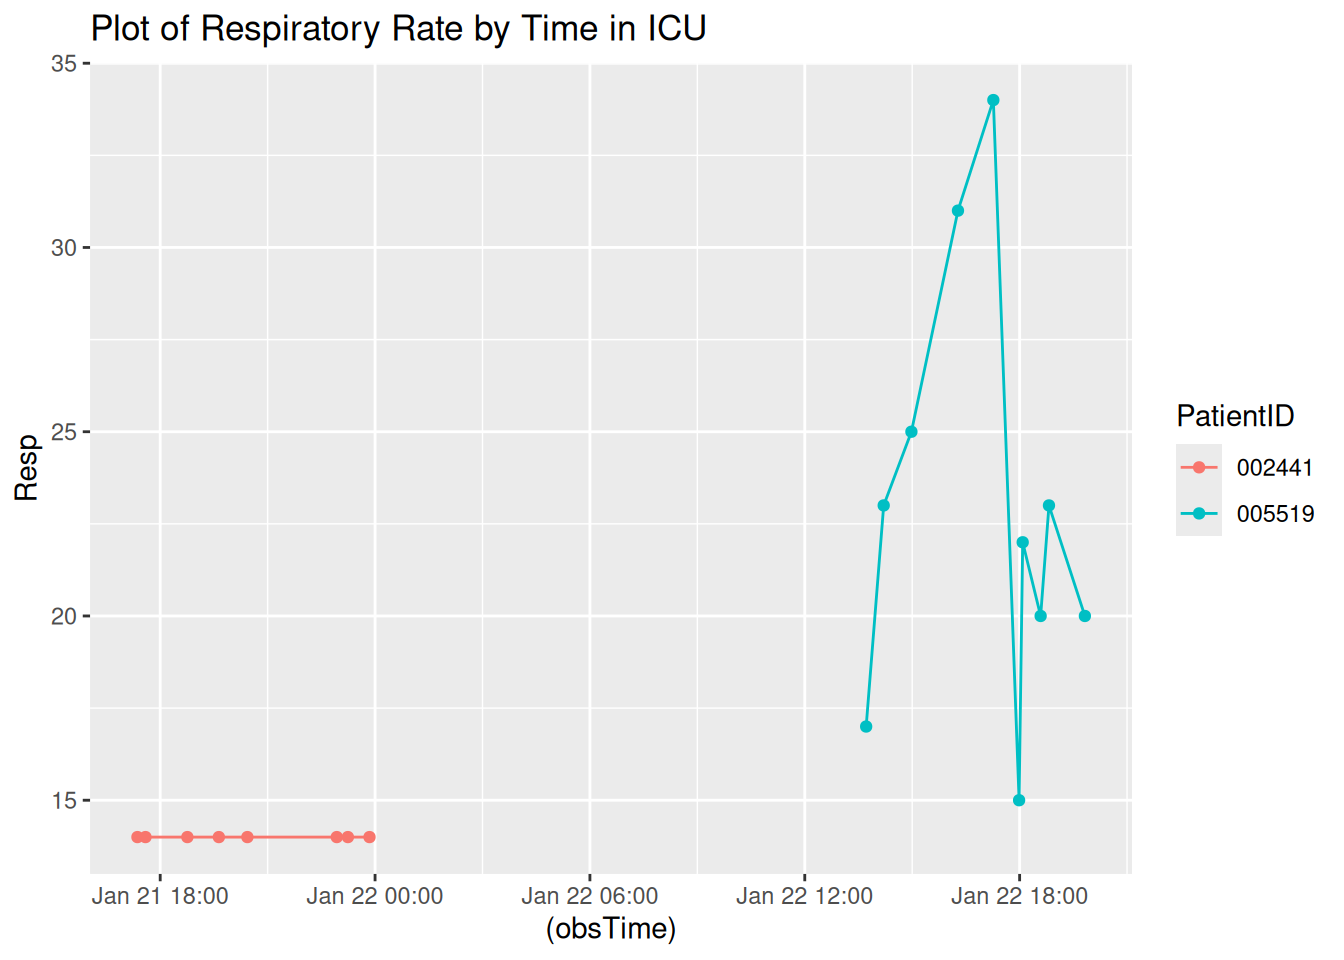 Plot of Respiratory Rate by Time in ICU
35
30
25
20
15
Resp
Jan 21 18:00
Jan 22 00:00
Jan 22 06:00
Jan 22 12:00
Jan 22 18:00
(obsTime)
PatientID
002441
005519